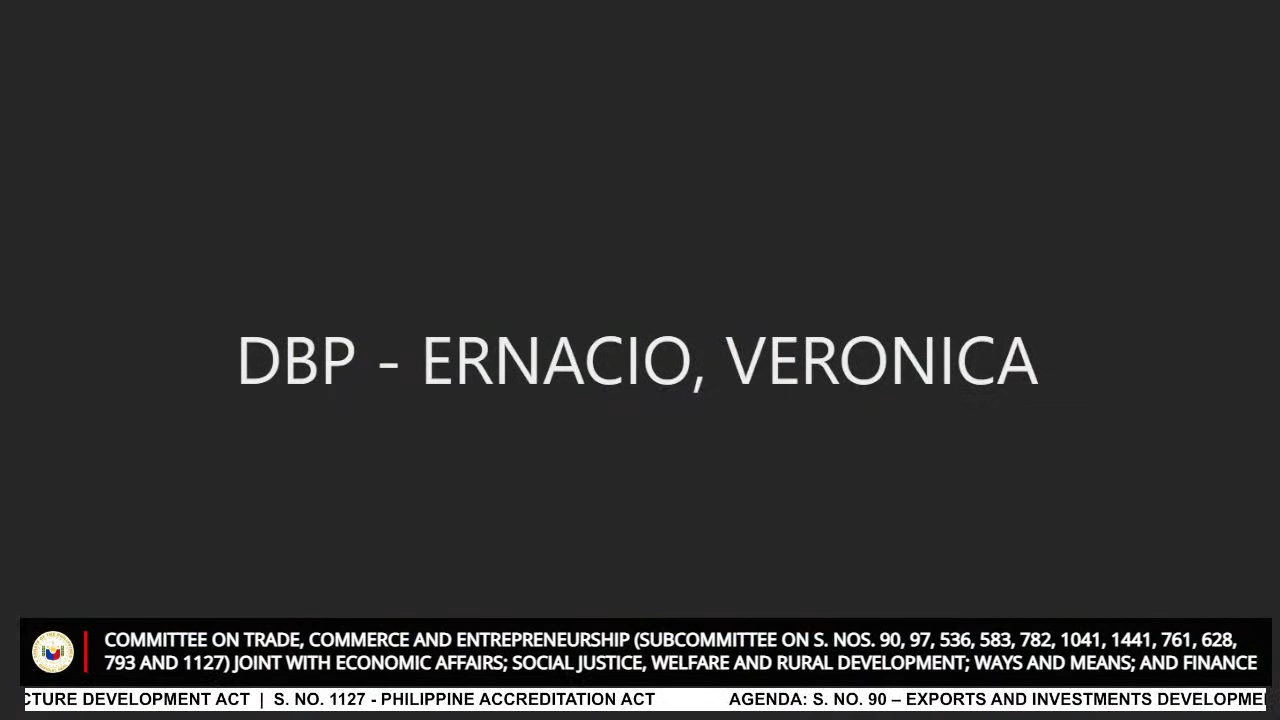 DBP - ERNACIO, VERONICA
COMMITTEE ON TRADE, COMMERCE AND ENTREPRENEURSHIP (SUBCOMMITTEE ON S. NOS. 90, 97, 536, 583, 782, 1041, 1441, 761, 628,
793 AND 1127) JOINT WITH ECONOMIC AFFAIRS; SOCIAL JUSTICE, WELFARE AND RURAL DEVELOPMENT; WAYS AND MEANS; AND FINANCE
CTURE DEVELOPMENT ACT | S. NO. 1127 - PHILIPPINE ACCREDITATION ACT AGENDA: S. NO. 90 – EXPORTS AND INVESTMENTS DEVELOPME